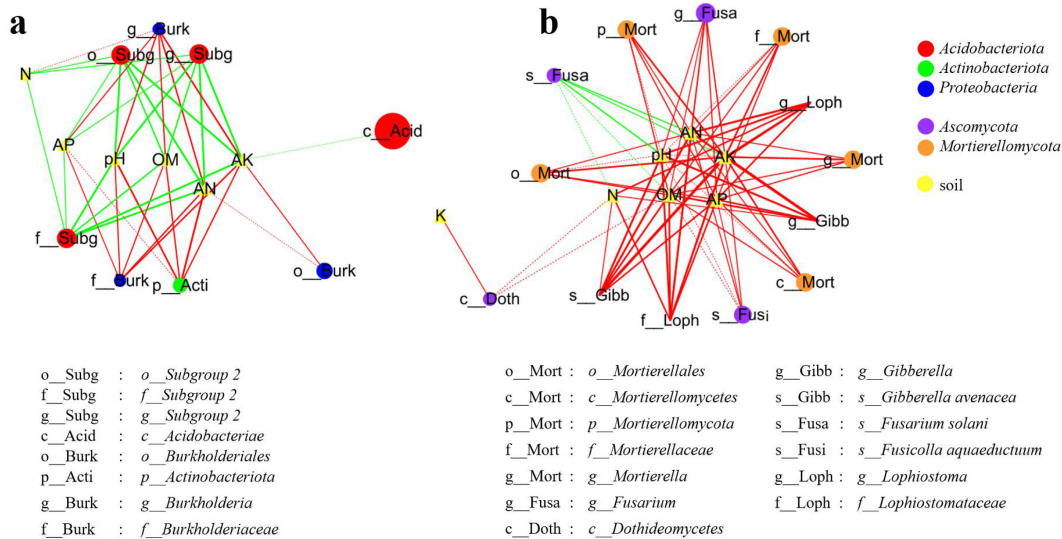 a
g__Burk
o__Subg
g__Subg
N
AP
pH
OM
AK
AN
c__Acid
f__Subg
f__Burk
p__Acti
o__Burk
b
g__Fusa
p__Mort
f__Mort
s__Fusa
g__Loph
AN
pH
AK
o__Mort
g__Mort
N
OM
AP
K
g__Gibb
c__Doth
s__Gibb
c__Mort
f__Loph
s__Fusi
Acidobacteriota
Actinobacteriota
Proteobacteria
Ascomycota
Mortierellomycota
soil
o__Subg : o__Subgroup 2
f__Subg : f__Subgroup 2
g__Subg : g__Subgroup 2
c__Acid : c__Acidobacteriae
o__Burk : o__Burkholderiales
p__Acti : p__Actinobacteriota
g__Burk : g__Burkholderia
f__Burk : f__Burkholderiaceae
o__Mort : o__Mortierellales
c__Mort : c__Mortierellomycetes
p__Mort : p__Mortierellomycota
f__Mort : f__Mortierellaceae
g__Mort : g__Mortierella
g__Fusa : g__Fusarium
c__Doth : c__Dothideomycetes
g__Gibb : g__Gibberella
s__Gibb : s__Gibberella avenacea
s__Fusa : s__Fusarium solani
s__Fusi : s__Fusicolla aquaeductuum
g__Loph : g__Lophiostoma
f__Loph : f__Lophiostomataceae